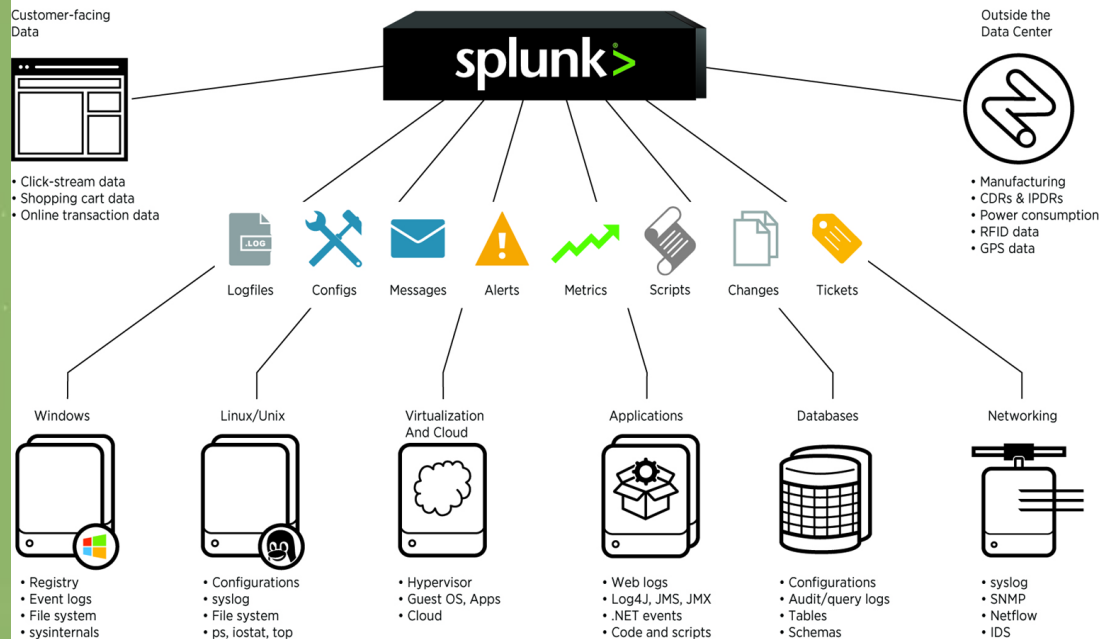 Customer-facing
Data
splunk>
Outside the
Data Center
• Click-stream data
• Shopping cart data
• Online transaction data
• Manufacturing
• CDRs & IPDRs
• Power consumption
• RFID data
• GPS data
.LOG
Logfiles
Configs
Messages
Alerts
Metrics
Scripts
Changes
Tickets
Windows
Linux/Unix
Virtualization
And Cloud
Applications
Databases
Networking
• Registry
• Event logs
• File system
• sysinternals
• Configurations
• syslog
• File system
• ps, iostat, top
• Hypervisor
• Guest OS, Apps
• Cloud
• Web logs
• Log4J, JMS, JMX
• .NET events
• Code and scripts
• Configurations
• Audit/query logs
• Tables
• Schemas
• syslog
• SNMP
• Netflow
• IDS